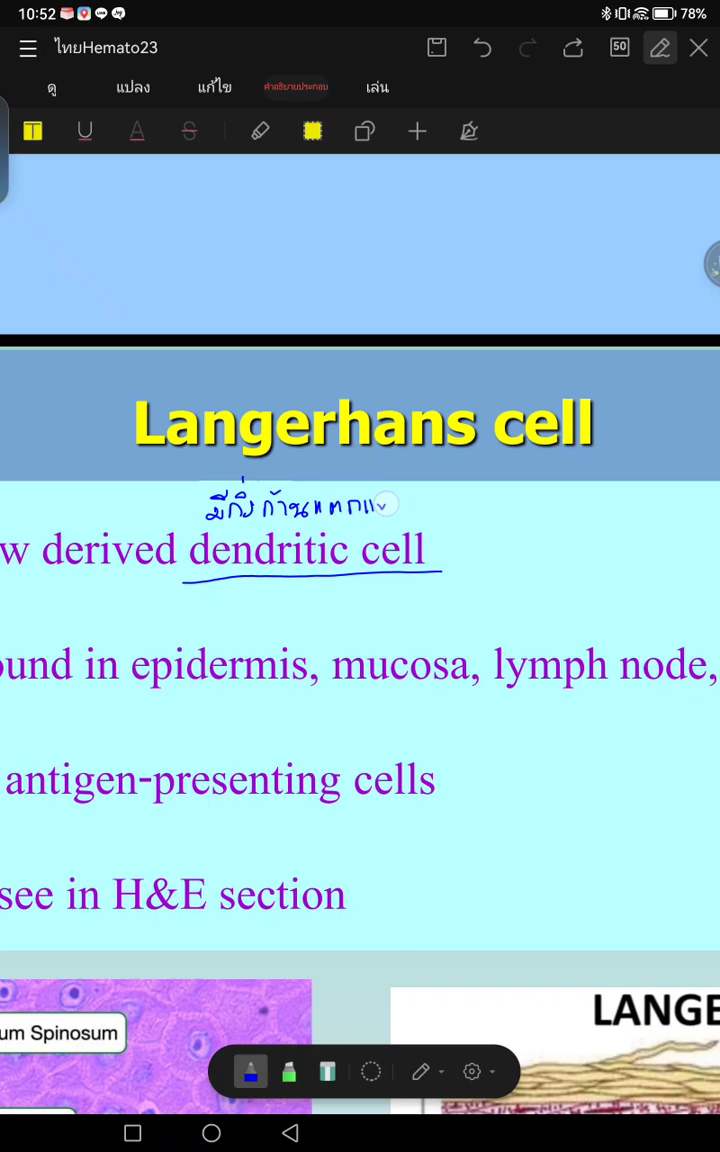 10:52
78%
ไทยHemato23
50
ดู แปลง แก้ไข คำอธิบายประกอบ เล่น
T U A S
Langerhans cell
มีกิ่งก้านแตกแ
w derived dendritic cell
ound in epidermis, mucosa, lymph node,
antigen-presenting cells
see in H&E section
um Spinosum
LANGE